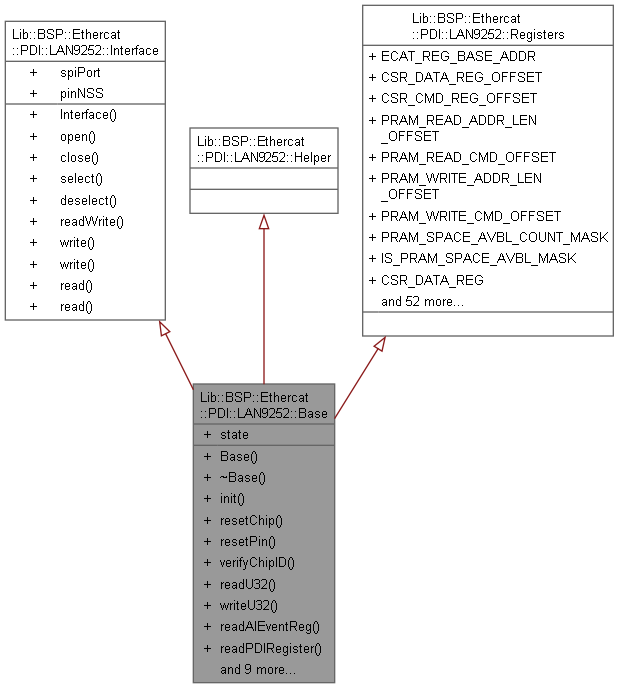 Lib::BSP::Ethercat
::PDI::LAN9252::Interface
+ spiPort
+ pinNSS
+ Interface()
+ open()
+ close()
+ select()
+ deselect()
+ readWrite()
+ write()
+ write()
+ read()
+ read()
Lib::BSP::Ethercat
::PDI::LAN9252::Helper
Lib::BSP::Ethercat
::PDI::LAN9252::Registers
+ ECAT_REG_BASE_ADDR
+ CSR_DATA_REG_OFFSET
+ CSR_CMD_REG_OFFSET
+ PRAM_READ_ADDR_LEN
_OFFSET
+ PRAM_READ_CMD_OFFSET
+ PRAM_WRITE_ADDR_LEN
_OFFSET
+ PRAM_WRITE_CMD_OFFSET
+ PRAM_SPACE_AVBL_COUNT_MASK
+ IS_PRAM_SPACE_AVBL_MASK
+ CSR_DATA_REG
and 52 more...
Lib::BSP::Ethercat
::PDI::LAN9252::Base
+ state
+ Base()
+ ~Base()
+ init()
+ resetChip()
+ resetPin()
+ verifyChipID()
+ readU32()
+ writeU32()
+ readAlEventReg()
+ readPDIRegister()
and 9 more...